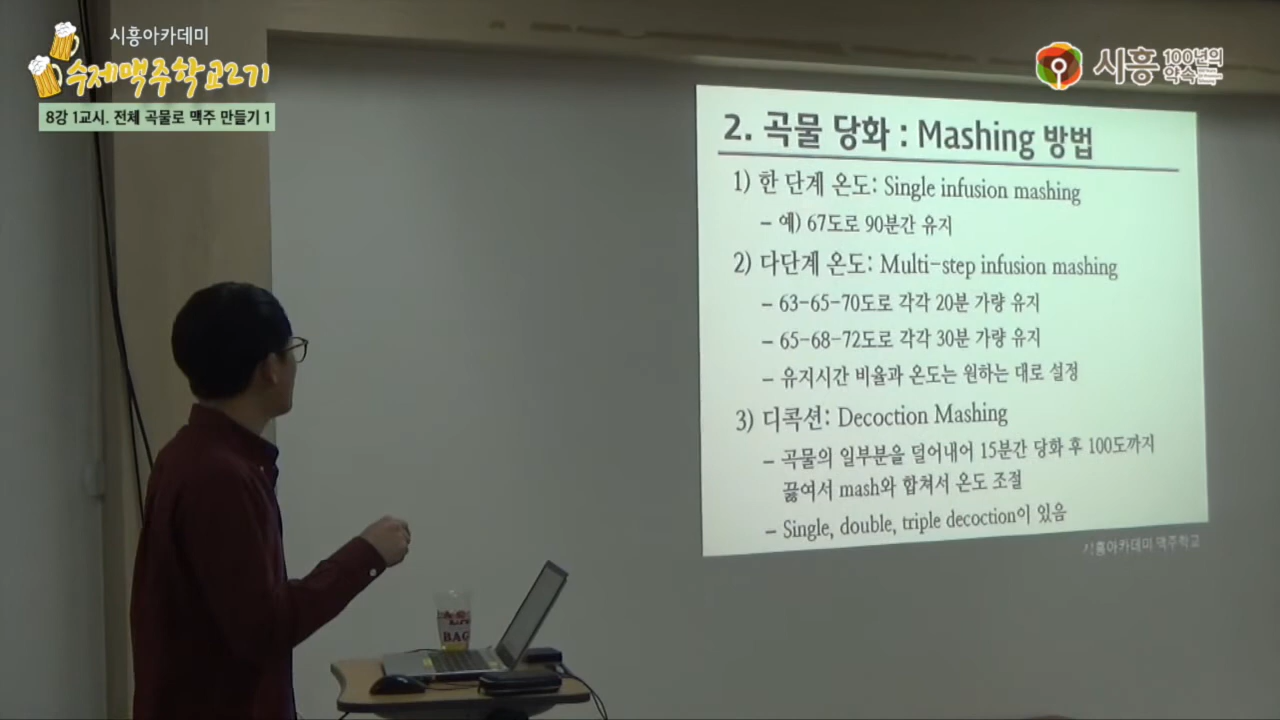 시흥아카데미
수제맥주학교2기
8강 1교시. 전체 곡물로 맥주 만들기 1
시흥 100년의 약속
2. 곡물 당화 : Mashing 방법
1) 한 단계 온도: Single infusion mashing
– 예) 67도로 90분간 유지
2) 다단계 온도: Multi-step infusion mashing
– 63-65-70도로 각각 20분 가량 유지
– 65-68-72도로 각각 30분 가량 유지
– 유지시간 비율과 온도는 원하는 대로 설정
3) 디콕션: Decoction Mashing
– 곡물의 일부분을 덜어내어 15분간 당화 후 100도까지
끓여서 mash와 합쳐서 온도 조절
– Single, double, triple decoction이 있음
시흥아카데미 맥주학교
BAG